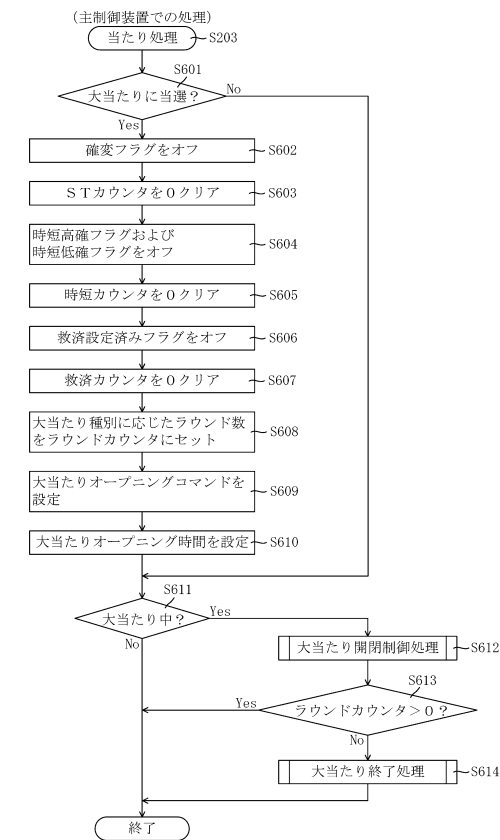 (主制御装置での処理)
当たり処理
S203
S601
大当たりに当選?
No
Yes
確変フラグをオフ
S602
STカウンタを0クリア
S603
時短高確フラグおよび
時短低確フラグをオフ
S604
時短カウンタを0クリア
S605
救済設定済みフラグをオフ
S606
救済カウンタを0クリア
S607
大当たり種別に応じたラウンド数
をラウンドカウンタにセット
S608
大当たりオープニングコマンドを
設定
S609
大当たりオープニング時間を設定
S610
S611
大当たり中?
Yes
No
大当たり開閉制御処理
S612
S613
ラウンドカウンタ>0?
Yes
No
大当たり終了処理
S614
終了